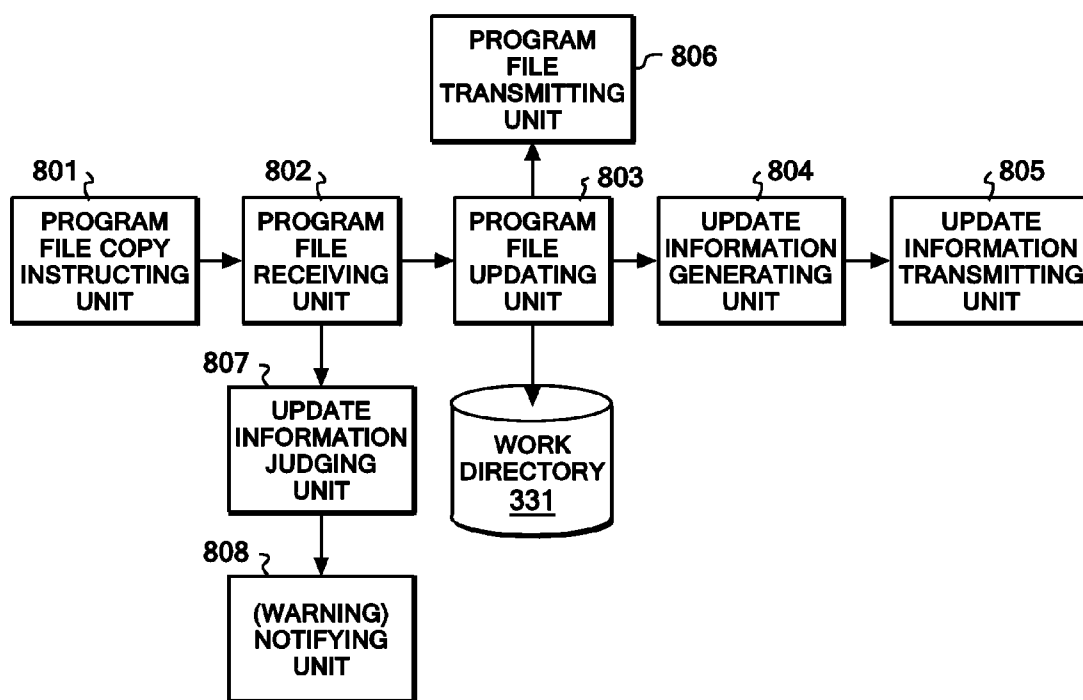 PROGRAM
FILE
TRANSMITTING
UNIT
806
801
PROGRAM
FILE COPY
INSTRUCTING
UNIT
802
PROGRAM
FILE
RECEIVING
UNIT
803
PROGRAM
FILE
UPDATING
UNIT
804
UPDATE
INFORMATION
GENERATING
UNIT
805
UPDATE
INFORMATION
TRANSMITTING
UNIT
807
UPDATE
INFORMATION
JUDGING
UNIT
WORK
DIRECTORY
331
808
(WARNING)
NOTIFYING
UNIT